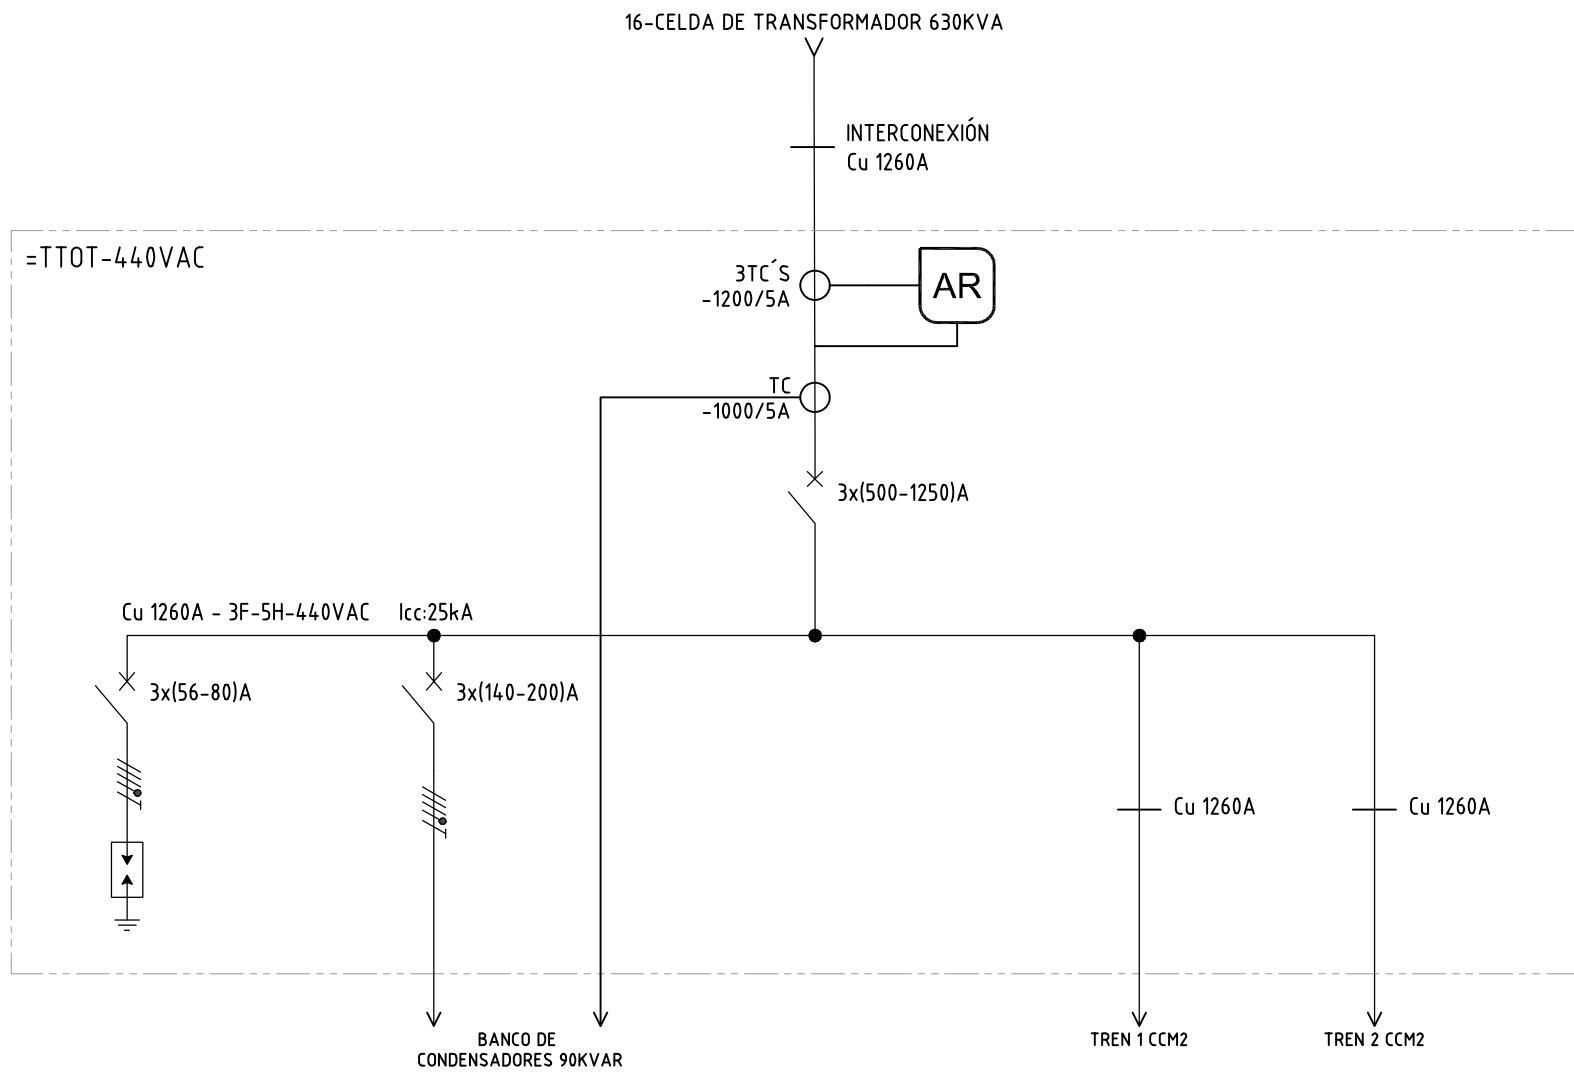 16-CELDA DE TRANSFORMADOR 630KVA
INTERCONEXIÓN
Cu 1260A
=TTOT-440VAC
3TC´S
-1200/5A
AR
TC
-1000/5A
3x(500-1250)A
Cu 1260A - 3F-5H-440VAC Icc:25kA
3x(56-80)A
3x(140-200)A
Cu 1260A
Cu 1260A
BANCO DE
CONDENSADORES 90KVAR
TREN 1 CCM2
TREN 2 CCM2